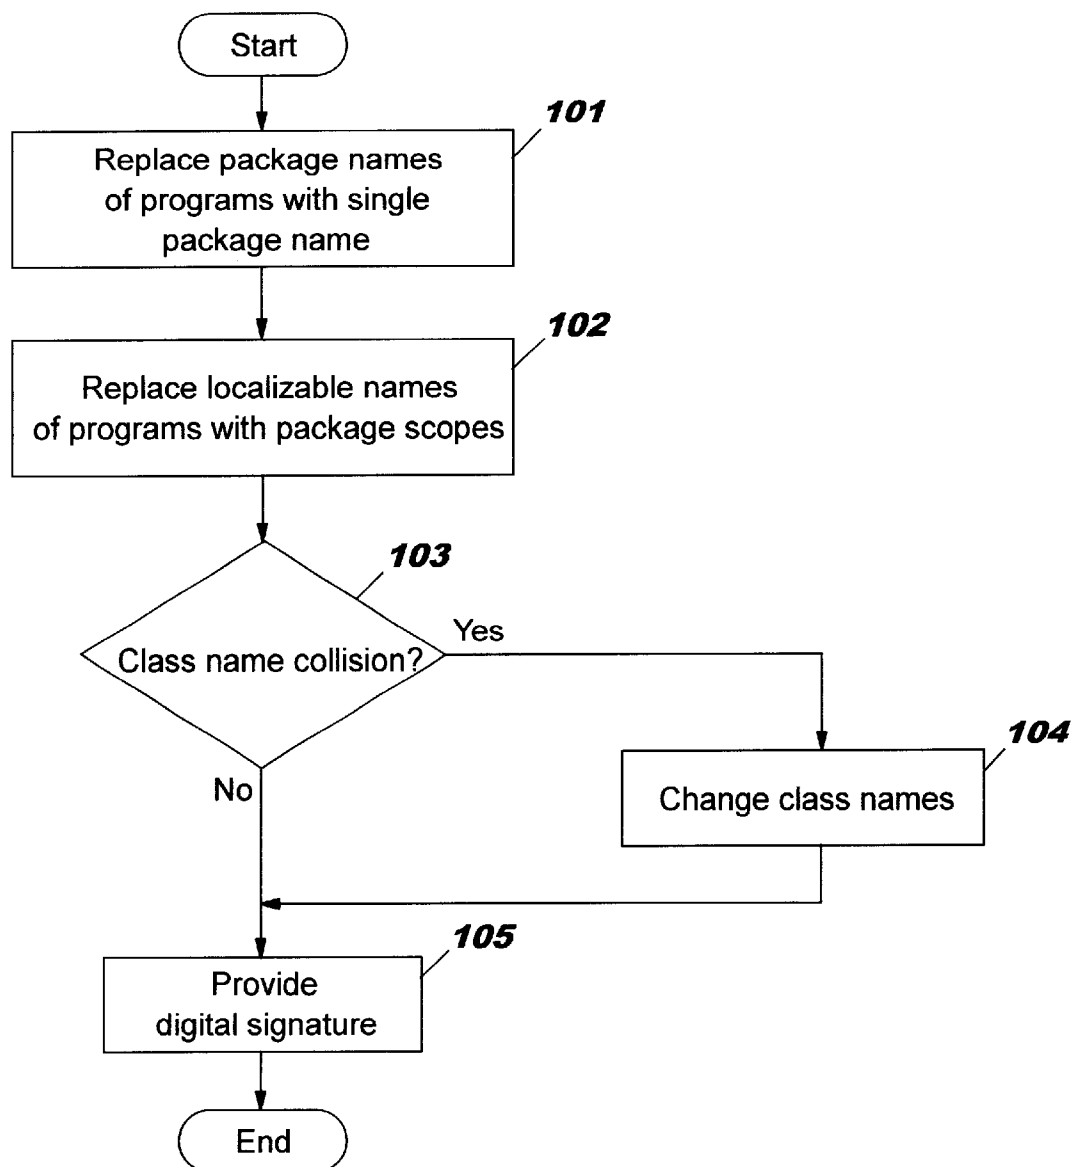 Start
101
Replace package names
of programs with single
package name
102
Replace localizable names
of programs with package scopes
103
Class name collision?
Yes
No
104
Change class names
105
Provide
digital signature
End